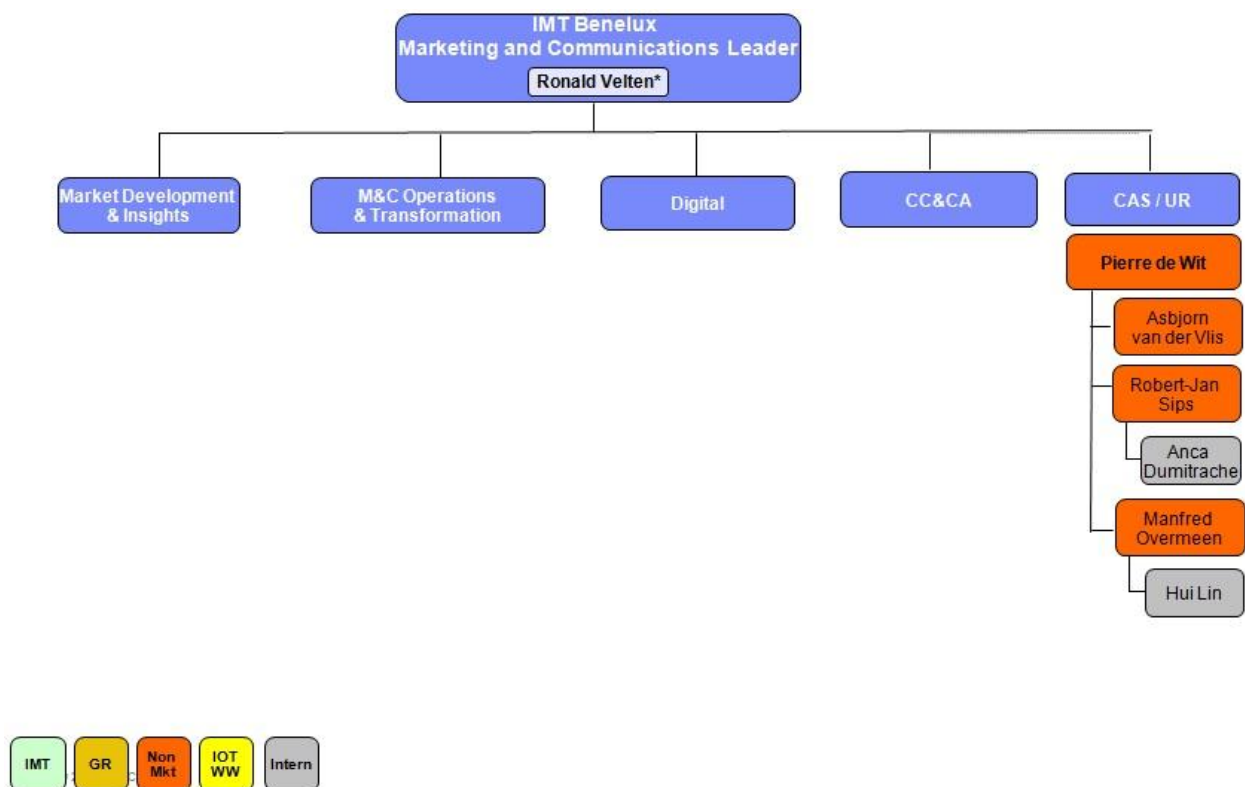 IMT Benelux
Marketing and Communications Leader
Ronald Velten*
Market Development
& Insights
M&C Operations
& Transformation
Digital
CC&CA
CAS / UR
Pierre de Wit
Asbjorn
van der Vlis
Robert-Jan
Sips
Anca
Dumitrache
Manfred
Overmeen
Hui Lin
IMT
GR
Non
Mkt
IOT
WW
Intern